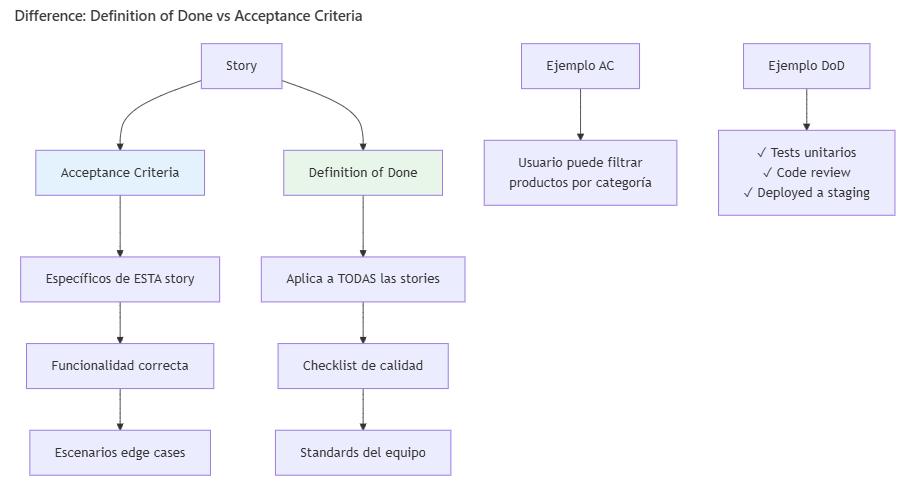 Difference: Definition of Done vs Acceptance Criteria
Story
Acceptance Criteria
Definition of Done
Específicos de ESTA story
Aplica a TODAS las stories
Funcionalidad correcta
Checklist de calidad
Escenarios edge cases
Standards del equipo
Ejemplo AC
Usuario puede filtrar
productos por categoría
Ejemplo DoD
✓ Tests unitarios
✓ Code review
✓ Deployed a staging